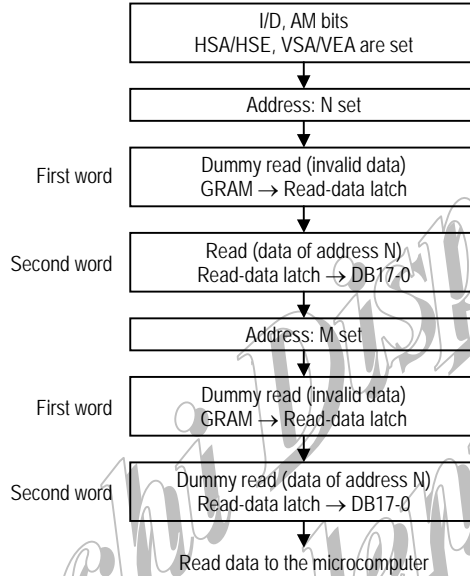 I/D, AM bits
HSA/HSE, VSA/VEA are set
Address: N set
First word
Dummy read (invalid data)
GRAM → Read-data latch
Second word
Read (data of address N)
Read-data latch → DB17-0
Address: M set
First word
Dummy read (invalid data)
GRAM → Read-data latch
Second word
Dummy read (data of address N)
Read-data latch → DB17-0
Read data to the microcomputer